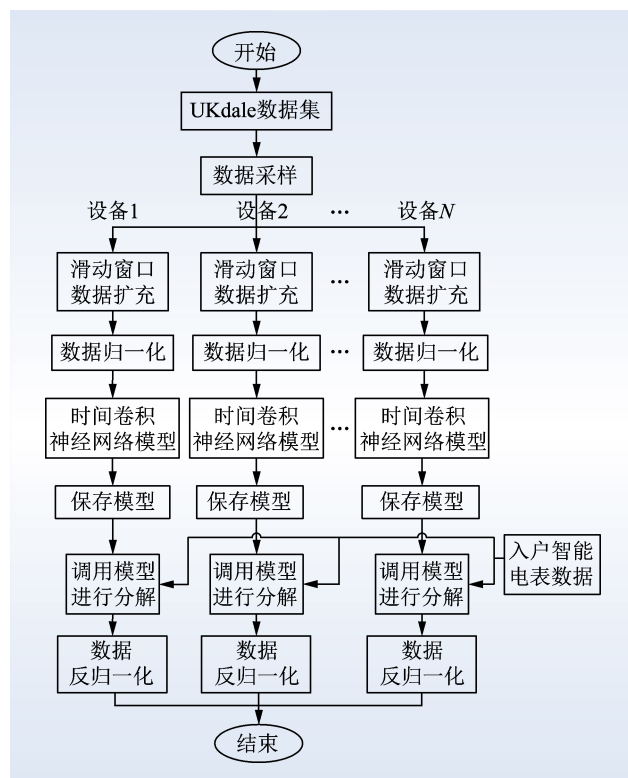 开始
UKdale数据集
数据采样
设备1 设备2 … 设备N
滑动窗口 滑动窗口 滑动窗口
数据扩充 数据扩充 … 数据扩充
数据归一化 数据归一化 … 数据归一化
时间卷积 时间卷积 时间卷积
神经网络模型 神经网络模型 … 神经网络模型
保存模型 保存模型 保存模型
入户智能
电表数据
调用模型 调用模型 调用模型
进行分解 进行分解 进行分解
数据 数据 数据
反归一化 反归一化 反归一化
结束